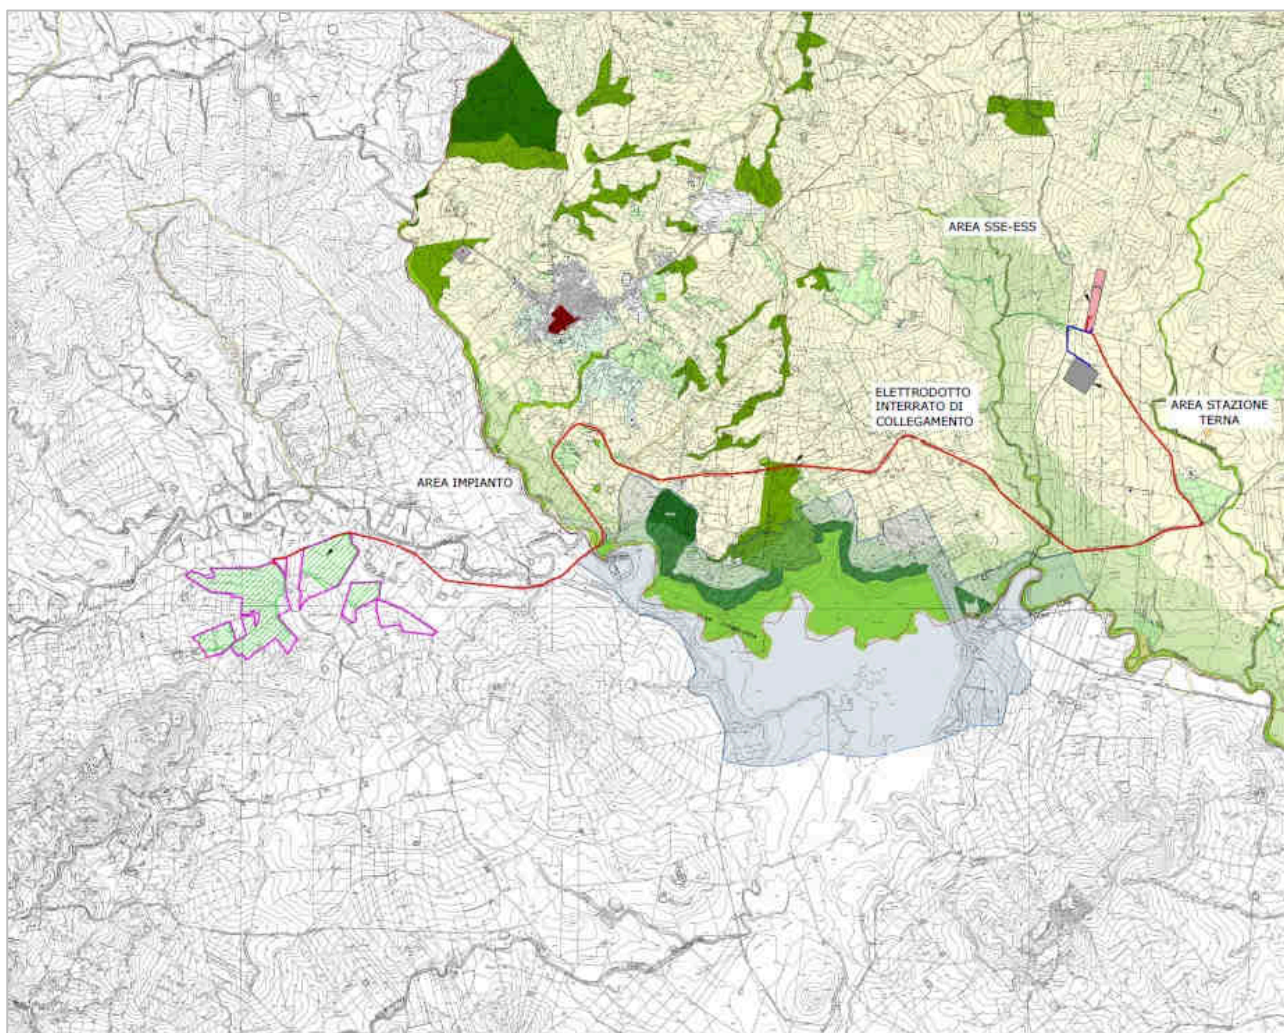 AREA SSE-ESS
ELETTRODOTTO
INTERRATO DI
COLLEGAMENTO
AREA STAZIONE
TERNA
AREA IMPIANTO